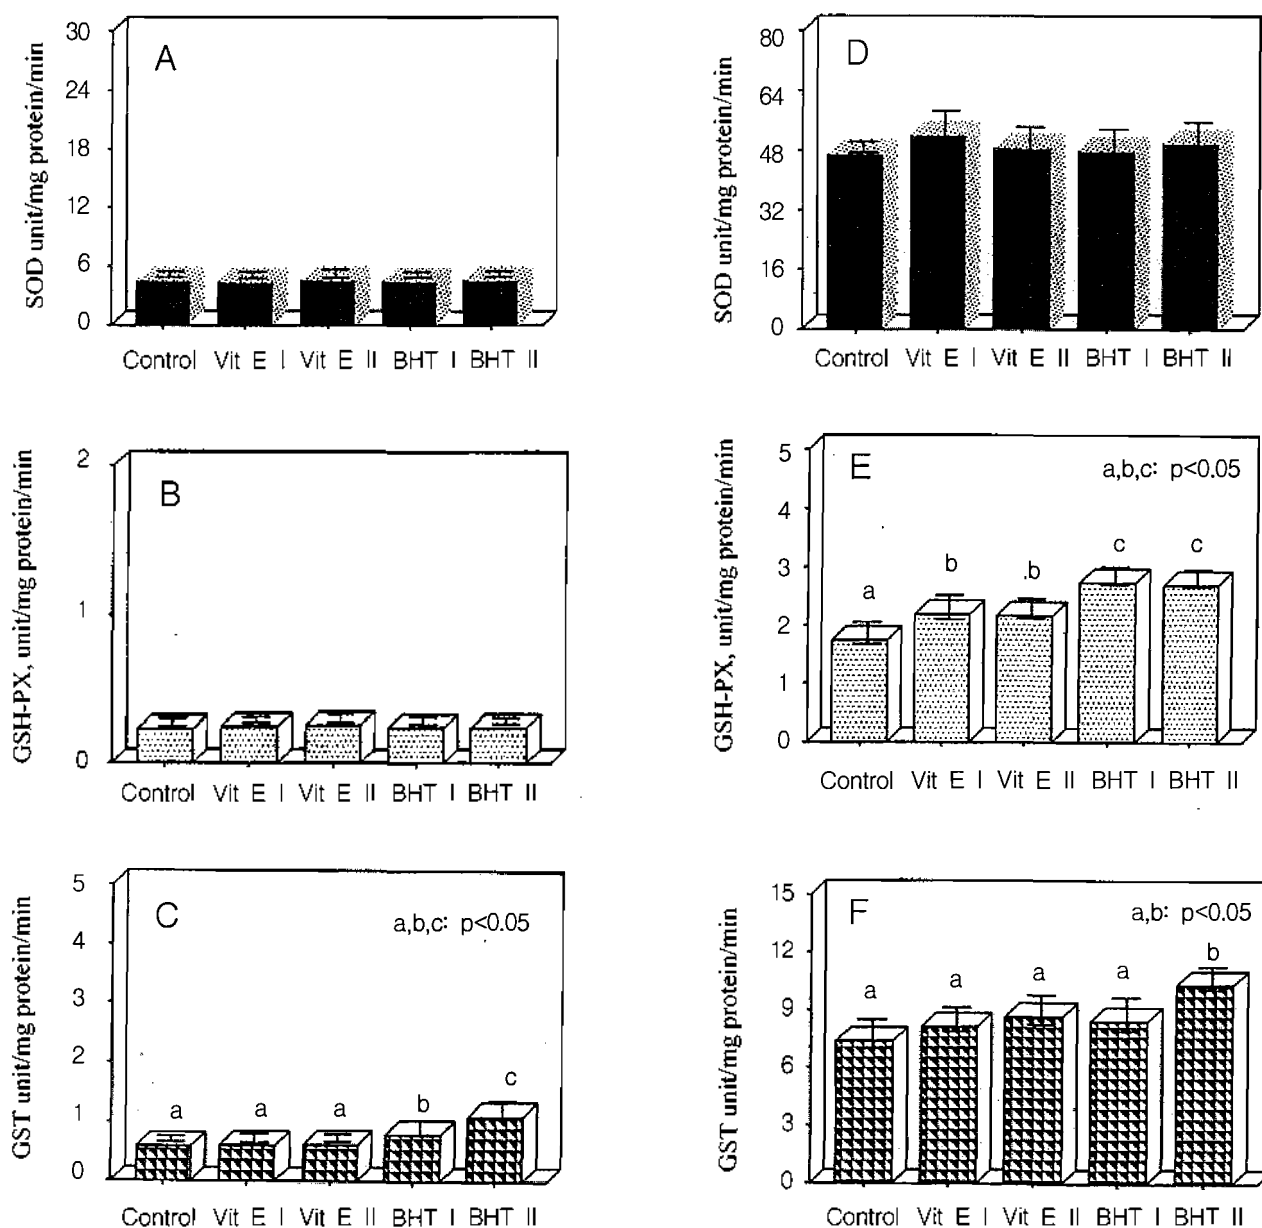 A
SOD unit/mg protein/min
30
24
18
12
6
0
Control Vit E I Vit E II BHT I BHT II
D
SOD unit/mg protein/min
80
64
48
32
16
0
Control Vit E I Vit E II BHT I BHT II
B
GSH-PX, unit/mg protein/min
2
1
0
Control Vit E I Vit E II BHT I BHT II
E
a,b,c: p<0.05
GSH-PX, unit/mg protein/min
5
4
3
2
1
0
a b b c c
Control Vit E I Vit E II BHT I BHT II
C
a,b,c: p<0.05
GST unit/mg protein/min
5
4
3
2
1
0
a a a b c
Control Vit E I Vit E II BHT I BHT II
F
a,b: p<0.05
GST unit/mg protein/min
15
12
9
6
3
0
a a a a b
Control Vit E I Vit E II BHT I BHT II